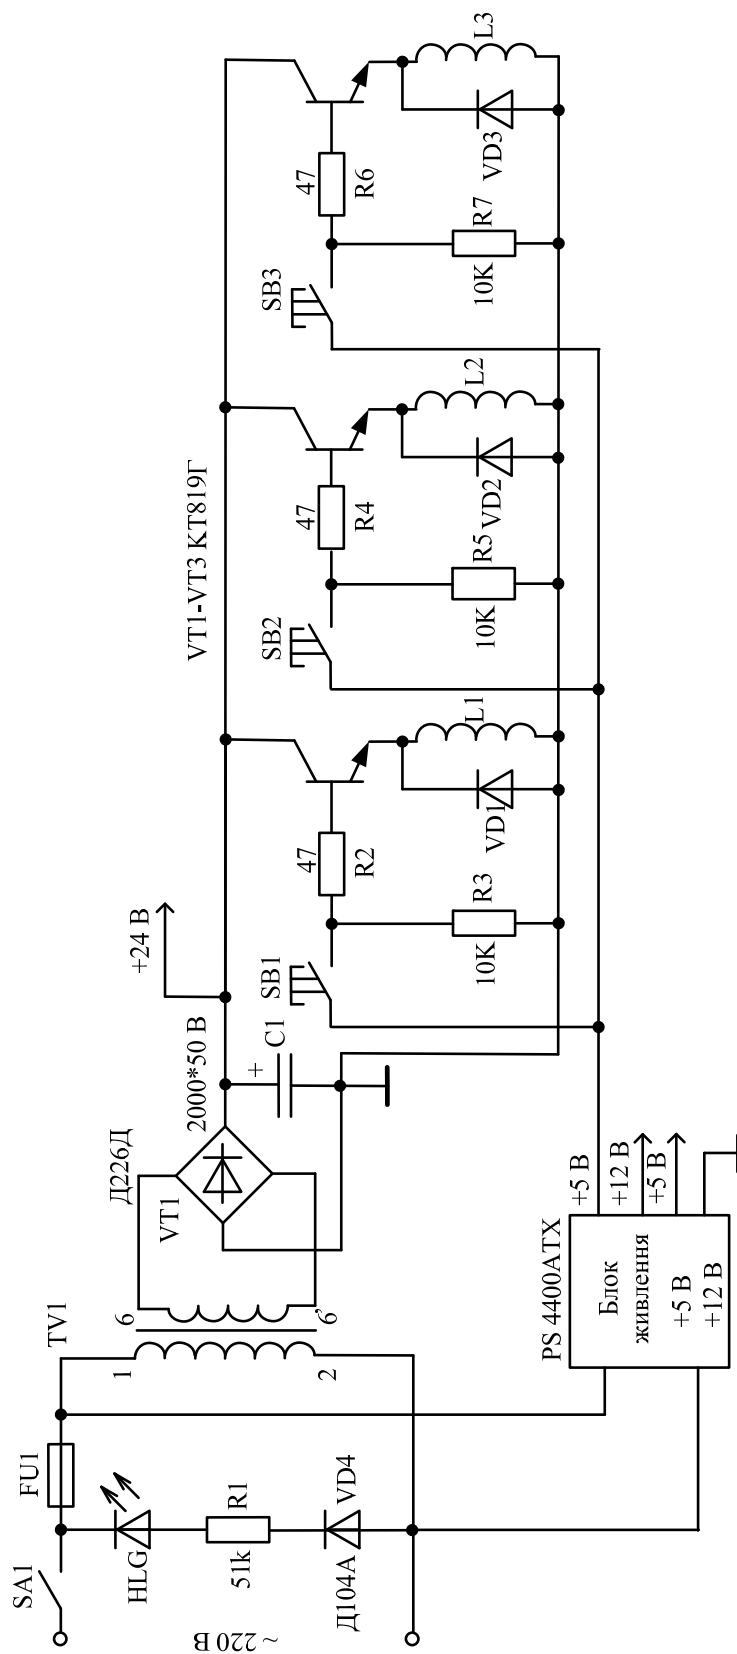 ~ 220 В
SA1
FU1
HLG
R1
51k
VD4
Д104А
TV1
1
2
6
6'
Д226Д
VT1
2000*50 В
+
C1
+24 В
VT1-VT3 КТ819Г
SB1
47
R2
R3
10K
VD1
L1
SB2
47
R4
R5
10K
VD2
L2
SB3
47
R6
R7
10K
VD3
L3
PS 4400ATX
Блок
живлення
+5 В
+12 В
+5 В
+12 В
+5 В